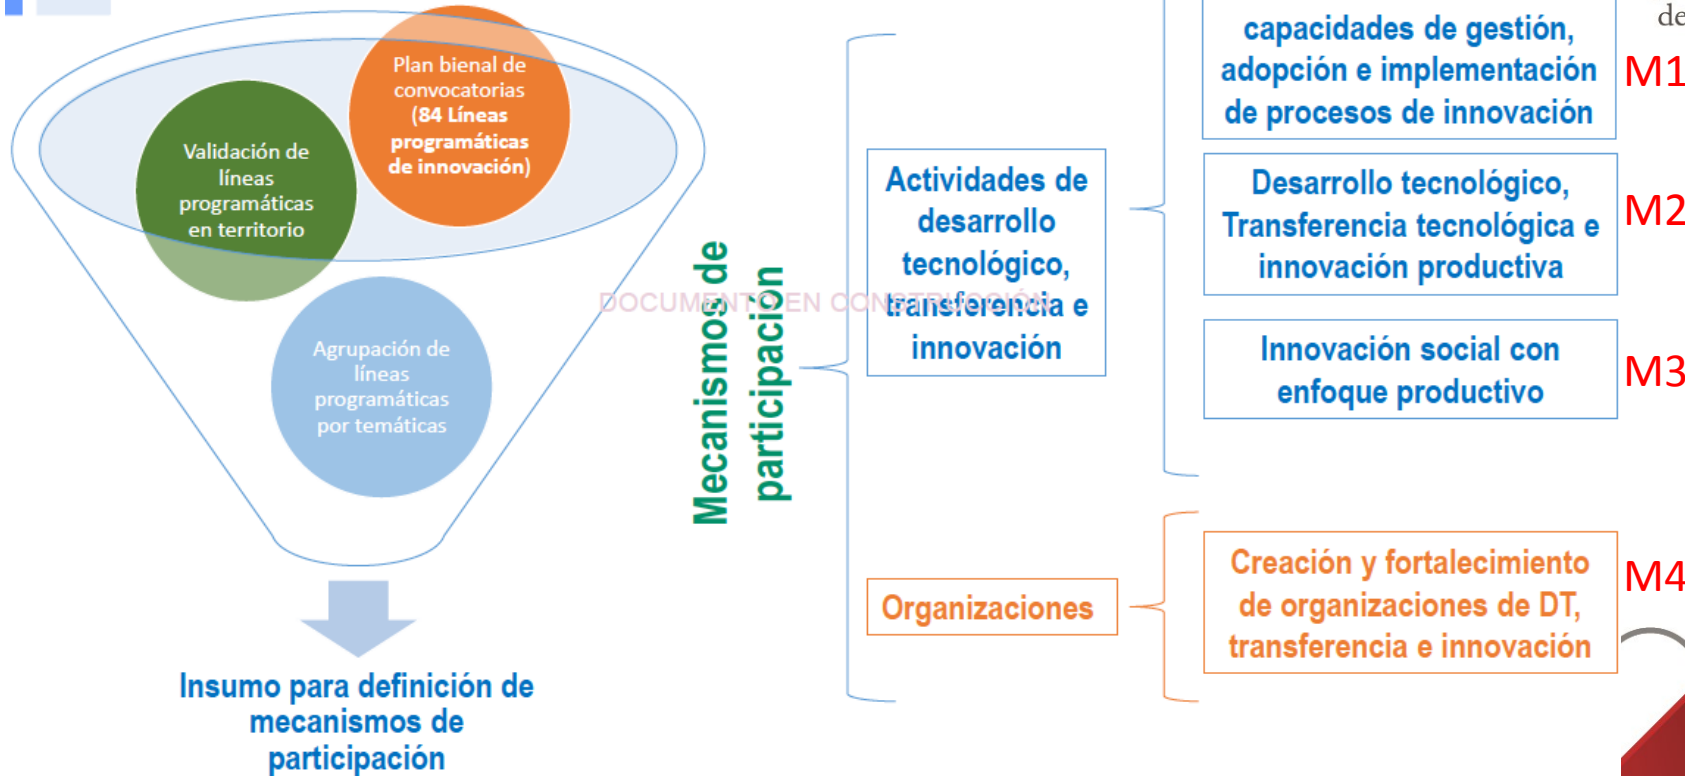 Plan bienal de
convocatorias
(84 Líneas
programáticas
de innovación)
Validación de
líneas
programáticas
en territorio
Agrupación de
líneas
programáticas
por temáticas
Insumo para definición de
mecanismos de
participación
DOCUMENTO EN CONSTRUCCIÓN
Mecanismos de
participación
Actividades de
desarrollo
tecnológico,
transferencia e
innovación
Organizaciones
capacidades de gestión,
adopción e implementación
de procesos de innovación
M1
Desarrollo tecnológico,
Transferencia tecnológica e
innovación productiva
M2
Innovación social con
enfoque productivo
M3
Creación y fortalecimiento
de organizaciones de DT,
transferencia e innovación
M4
de